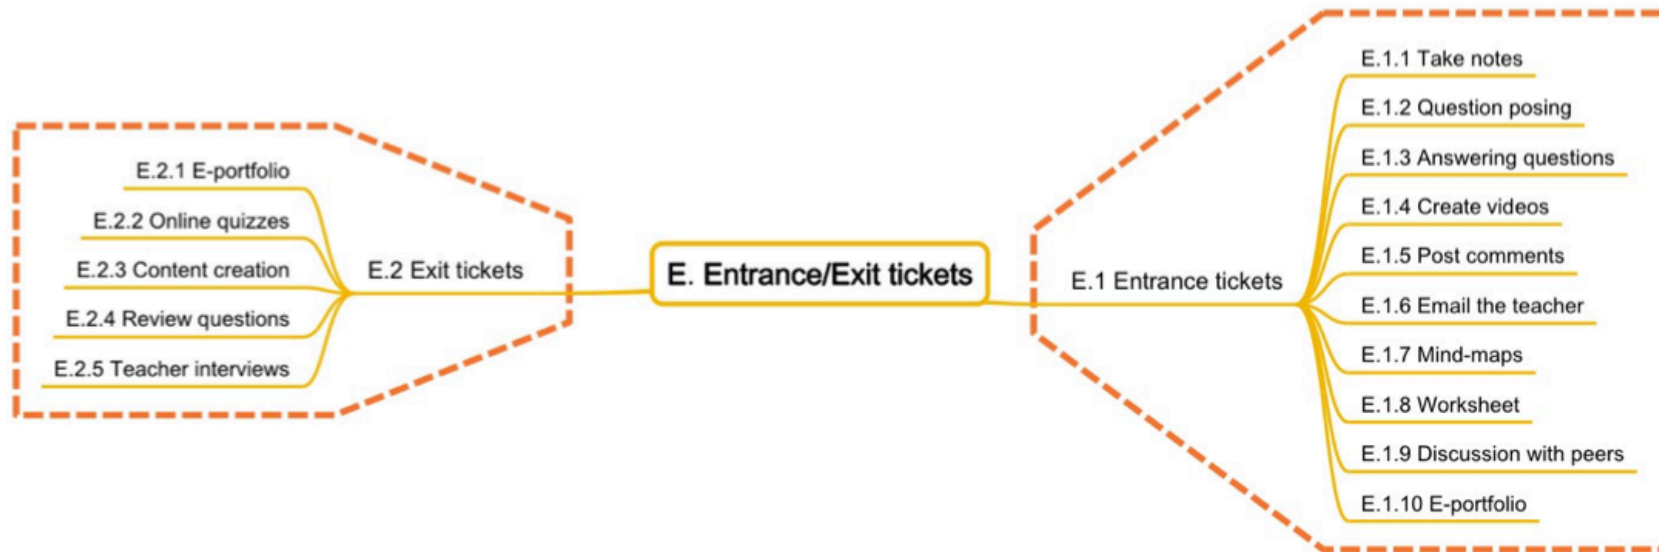 E. Entrance/Exit tickets
E.1 Entrance tickets
E.1.1 Take notes
E.1.2 Question posing
E.1.3 Answering questions
E.1.4 Create videos
E.1.5 Post comments
E.1.6 Email the teacher
E.1.7 Mind-maps
E.1.8 Worksheet
E.1.9 Discussion with peers
E.1.10 E-portfolio
E.2 Exit tickets
E.2.1 E-portfolio
E.2.2 Online quizzes
E.2.3 Content creation
E.2.4 Review questions
E.2.5 Teacher interviews